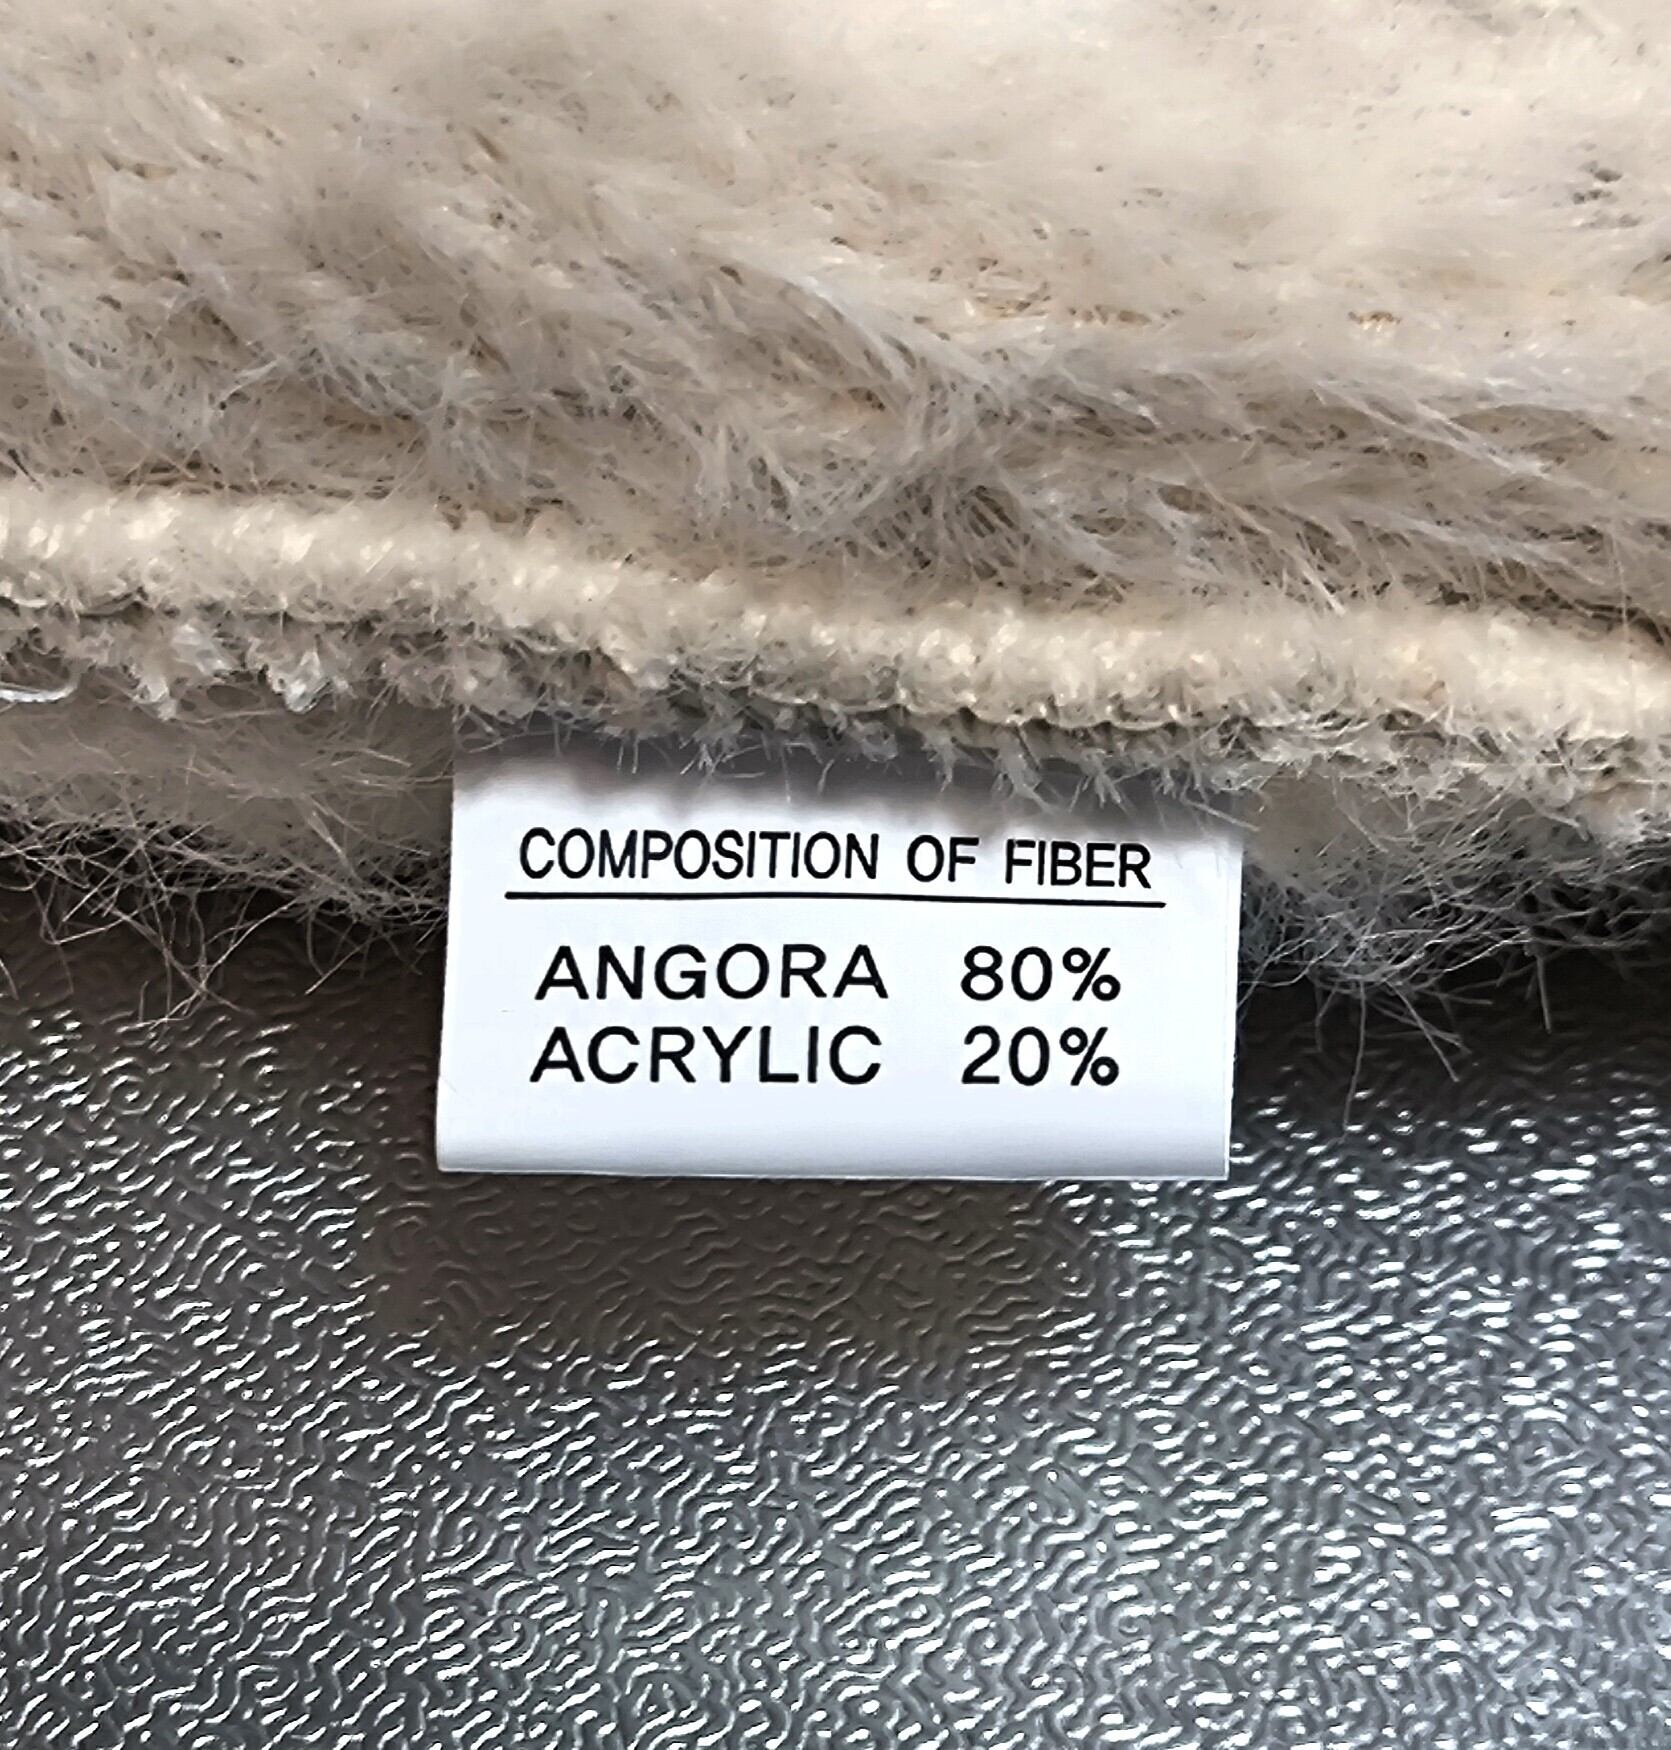 COMPOSITION OF FIBER
ANGORA 80%
ACRYLIC 20%